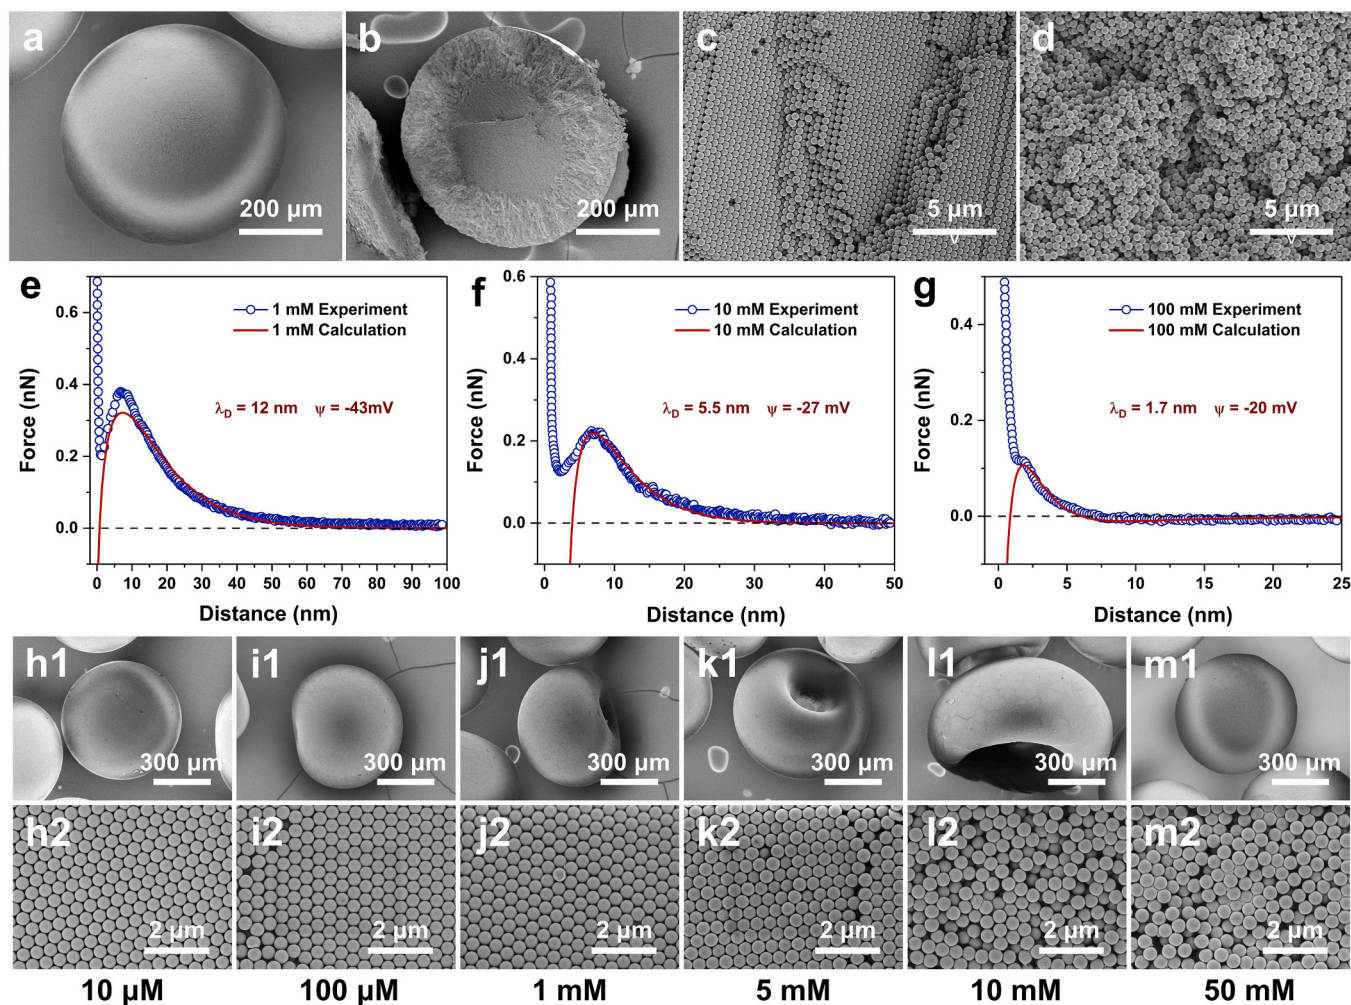 a
200 µm
b
200 µm
c
5 µm
d
5 µm
e
1 mM Experiment
1 mM Calculation
λD = 12 nm ψ = -43mV
Force (nN)
0.6
0.4
0.2
0.0
0 10 20 30 40 50 60 70 80 90 100
Distance (nm)
f
10 mM Experiment
10 mM Calculation
λD = 5.5 nm ψ = -27 mV
Force (nN)
0.6
0.4
0.2
0.0
0 10 20 30 40 50
Distance (nm)
g
100 mM Experiment
100 mM Calculation
λD = 1.7 nm ψ = -20 mV
Force (nN)
0.4
0.2
0.0
0 5 10 15 20 25
Distance (nm)
h1
300 µm
i1
300 µm
j1
300 µm
k1
300 µm
l1
300 µm
m1
300 µm
h2
2 µm
i2
2 µm
j2
2 µm
k2
2 µm
l2
2 µm
m2
2 µm
10 µM
100 µM
1 mM
5 mM
10 mM
50 mM